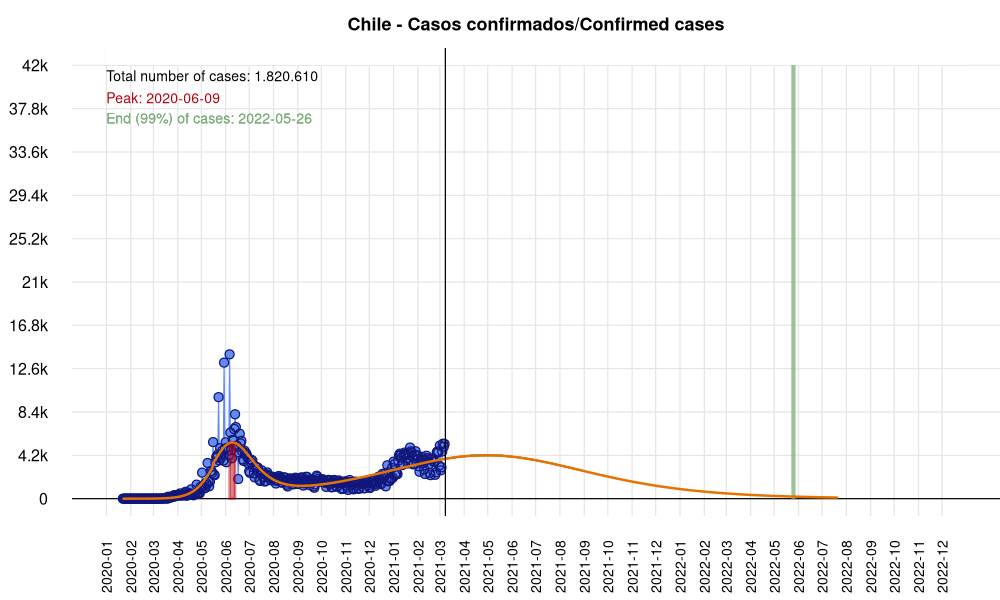 Chile - Casos confirmados/Confirmed cases
Total number of cases: 1.820.610
Peak: 2020-06-09
End (99%) of cases: 2022-05-26
42k
37.8k
33.6k
29.4k
25.2k
21k
16.8k
12.6k
8.4k
4.2k
0
2020-01
2020-02
2020-03
2020-04
2020-05
2020-06
2020-07
2020-08
2020-09
2020-10
2020-11
2020-12
2021-01
2021-02
2021-03
2021-04
2021-05
2021-06
2021-07
2021-08
2021-09
2021-10
2021-11
2021-12
2022-01
2022-02
2022-03
2022-04
2022-05
2022-06
2022-07
2022-08
2022-09
2022-10
2022-11
2022-12